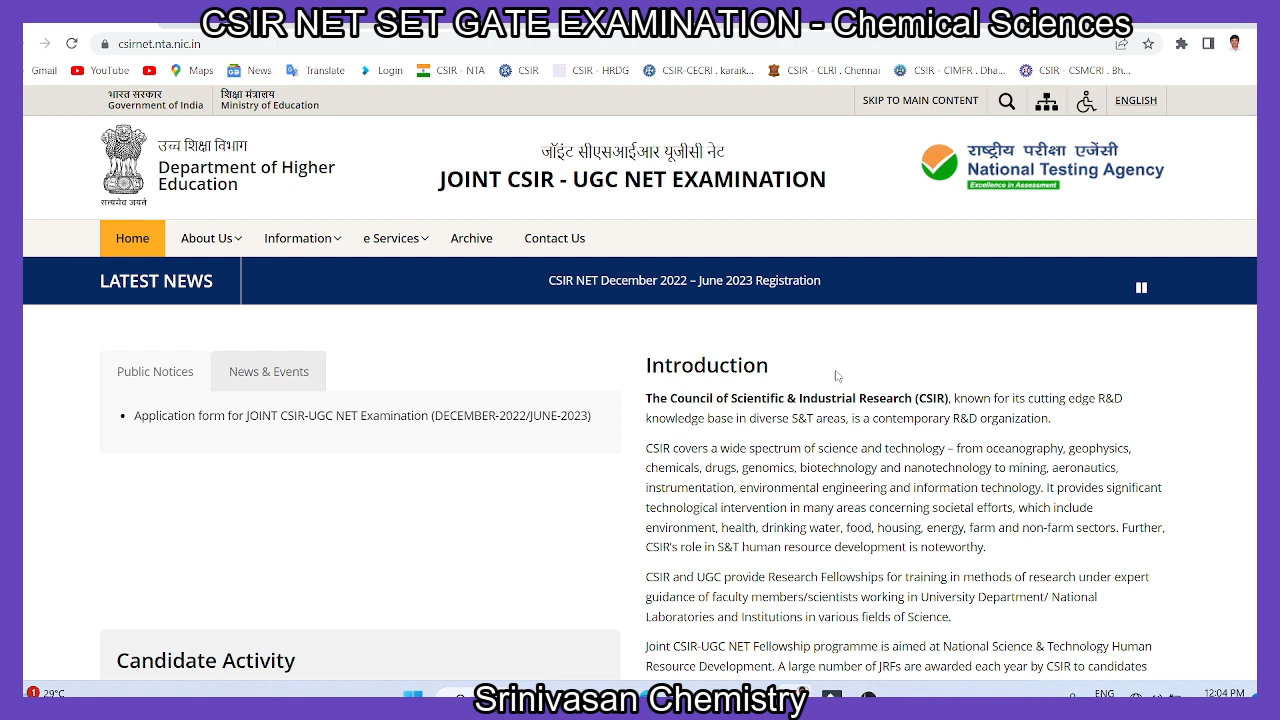 CSIR NET SET GATE EXAMINATION - Chemical Sciences
csirnet.nta.nic.in
Gmail YouTube Maps News Translate Login CSIR - NTA CSIR CSIR - HRDG CSIR-CECRI . karaik... CSIR - CLRI . Chennai CSIR - CIMFR . Dha... CSIR - CSMCRI . Bh...
भारत सरकार शिक्षा मंत्रालय
Government of India Ministry of Education
SKIP TO MAIN CONTENT ENGLISH
उच्च शिक्षा विभाग
Department of Higher
Education
सत्यमेव जयते
जॉइंट सीएसआईआर यूजीसी नेट
JOINT CSIR - UGC NET EXAMINATION
राष्ट्रीय परीक्षा एजेंसी
National Testing Agency
Excellence in Assessment
Home About Us Information e Services Archive Contact Us
LATEST NEWS CSIR NET December 2022 – June 2023 Registration
Public Notices News & Events
• Application form for JOINT CSIR-UGC NET Examination (DECEMBER-2022/JUNE-2023)
Candidate Activity
Introduction
The Council of Scientific & Industrial Research (CSIR), known for its cutting edge R&D
knowledge base in diverse S&T areas, is a contemporary R&D organization.
CSIR covers a wide spectrum of science and technology – from oceanography, geophysics,
chemicals, drugs, genomics, biotechnology and nanotechnology to mining, aeronautics,
instrumentation, environmental engineering and information technology. It provides significant
technological intervention in many areas concerning societal efforts, which include
environment, health, drinking water, food, housing, energy, farm and non-farm sectors. Further,
CSIR's role in S&T human resource development is noteworthy.
CSIR and UGC provide Research Fellowships for training in methods of research under expert
guidance of faculty members/scientists working in University Department/ National
Laboratories and Institutions in various fields of Science.
Joint CSIR-UGC NET Fellowship programme is aimed at National Science & Technology Human
Resource Development. A large number of JRFs are awarded each year by CSIR to candidates
1 29°C
ENG 12:04 PM
Srinivasan Chemistry